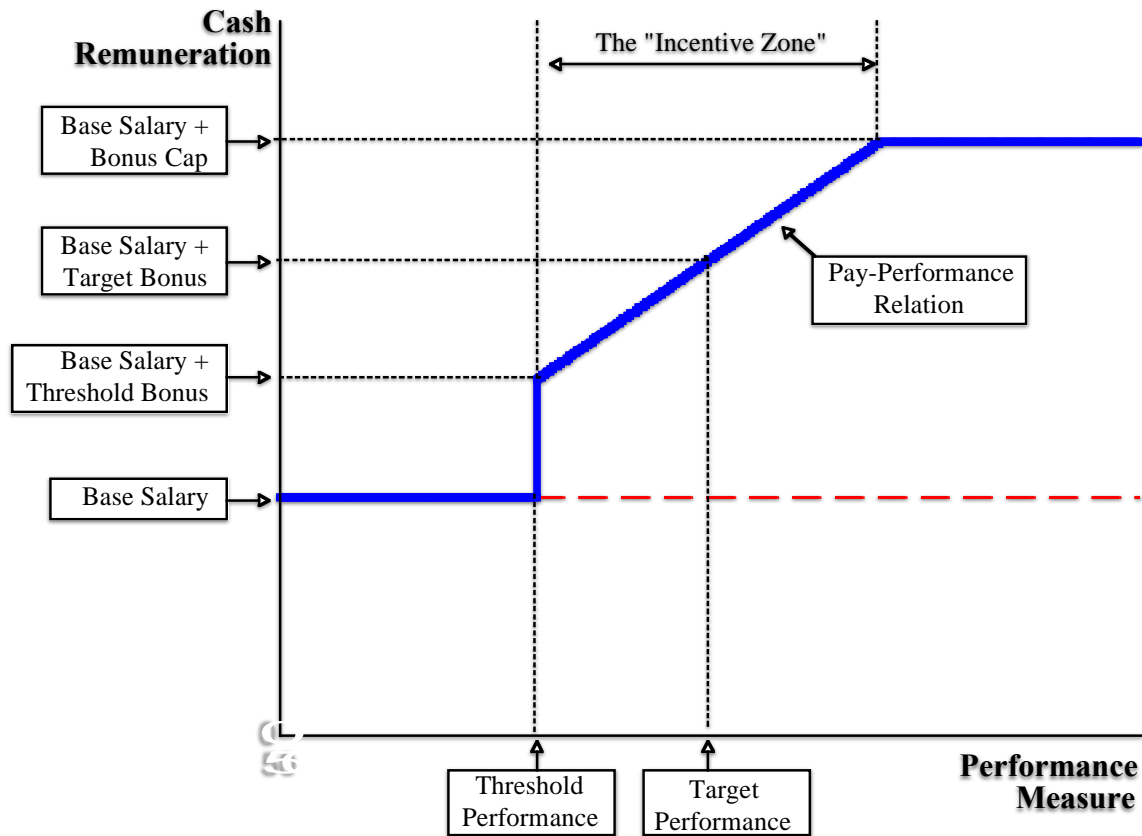 Cash
Remuneration
The "Incentive Zone"
Base Salary +
Bonus Cap
Base Salary +
Target Bonus
Pay-Performance
Relation
Base Salary +
Threshold Bonus
Base Salary
Threshold
Performance
Target
Performance
Performance
Measure